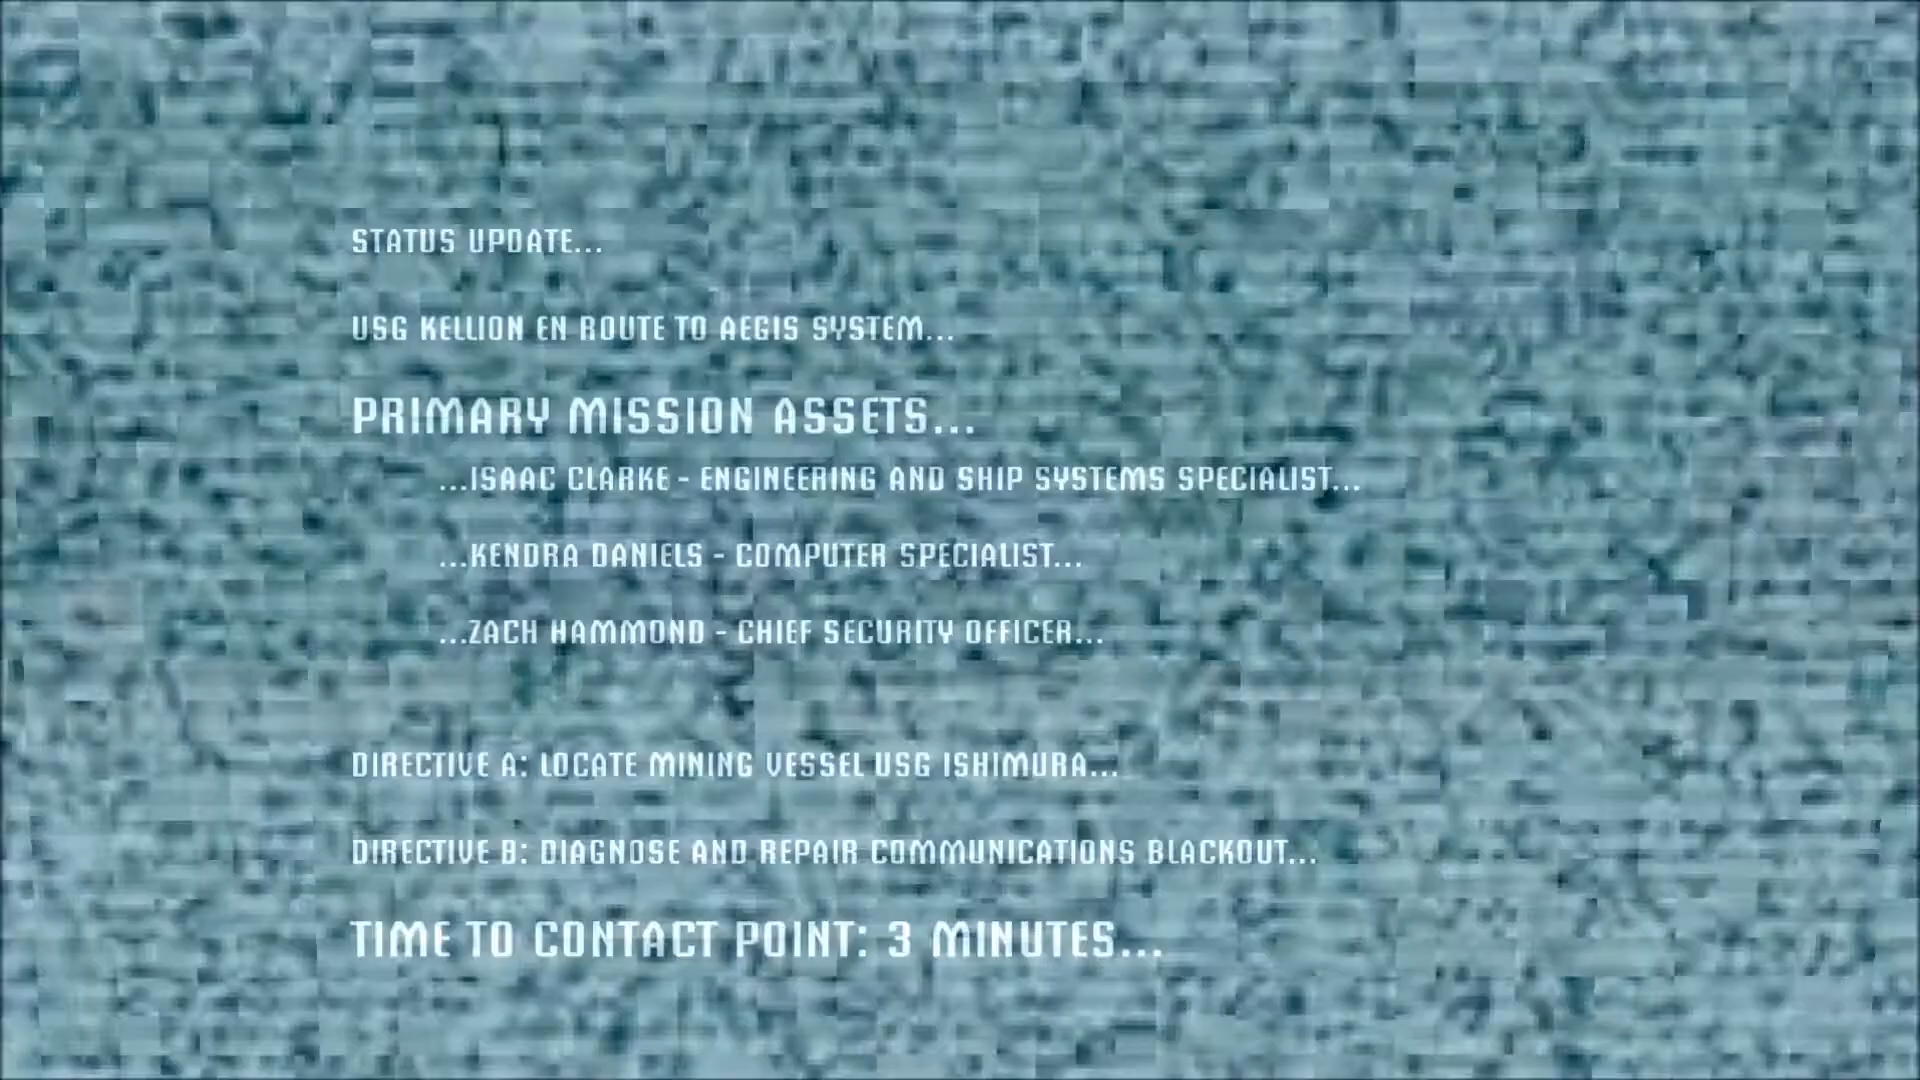 STATUS UPDATE...
USG KELLION EN ROUTE TO AEGIS SYSTEM...
PRIMARY MISSION ASSETS...
...ISAAC CLARKE - ENGINEERING AND SHIP SYSTEMS SPECIALIST...
...KENDRA DANIELS - COMPUTER SPECIALIST...
...ZACH HAMMOND - CHIEF SECURITY OFFICER...
DIRECTIVE A: LOCATE MINING VESSEL USG ISHIMURA...
DIRECTIVE B: DIAGNOSE AND REPAIR COMMUNICATIONS BLACKOUT...
TIME TO CONTACT POINT: 3 MINUTES...